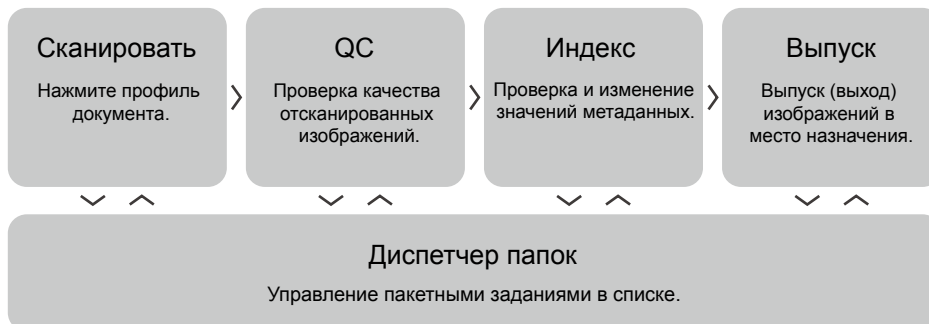 Сканировать
Нажмите профиль
документа.
QC
Проверка качества
отсканированных
изображений.
Индекс
Проверка и изменение
значений метаданных.
Выпуск
Выпуск (выход)
изображений в
место назначения.
Диспетчер папок
Управление пакетными заданиями в списке.